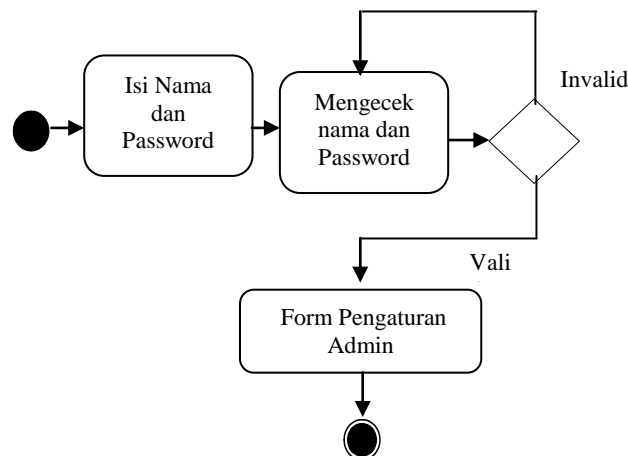 Isi Nama
dan
Password
Mengecek
nama dan
Password
Invalid
Vali
Form Pengaturan
Admin